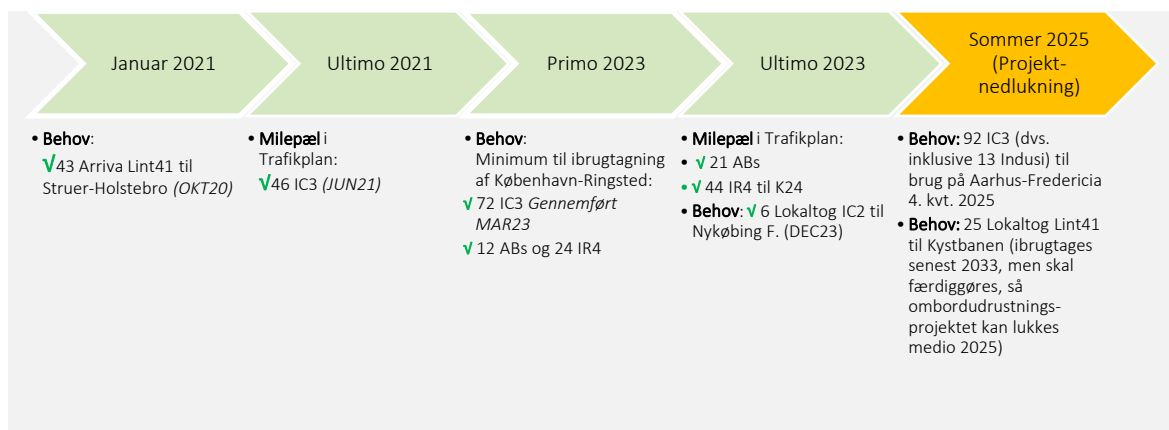 Januar 2021
Ultimo 2021
Primo 2023
Ultimo 2023
Sommer 2025
(Projekt-
nedlukning)
• Behov:
√43 Arriva Lint41 til
Struer-Holstebro (OKT20)
• Milepæl i
Trafikplan:
√46 IC3 (JUN21)
• Behov:
Minimum til ibrugtagning
af København-Ringsted:
√ 72 IC3 Gennemført
MAR23
√ 12 ABs og 24 IR4
• Milepæl i Trafikplan:
• √ 21 ABs
• √ 44 IR4 til K24
• Behov: √ 6 Lokaltog IC2 til
Nykøbing F. (DEC23)
• Behov: 92 IC3 (dvs.
inklusive 13 Indusi) til
brug på Aarhus-Fredericia
4. kvt. 2025
• Behov: 25 Lokaltog Lint41
til Kystbanen (ibrugtages
senest 2033, men skal
færdiggøres, så
ombordudrustnings-
projektet kan lukkes
medio 2025)